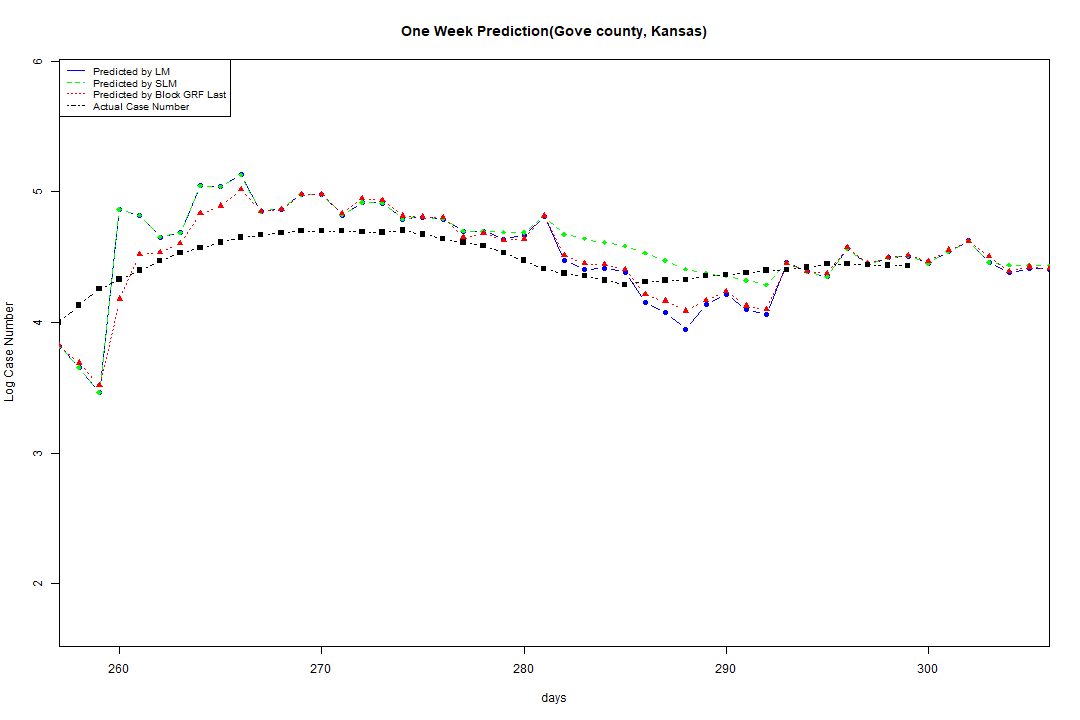 One Week Prediction(Gove county, Kansas)
Predicted by LM
Predicted by SLM
Predicted by Block GRF Last
Actual Case Number
6
5
4
3
2
Log Case Number
260 270 280 290 300
days